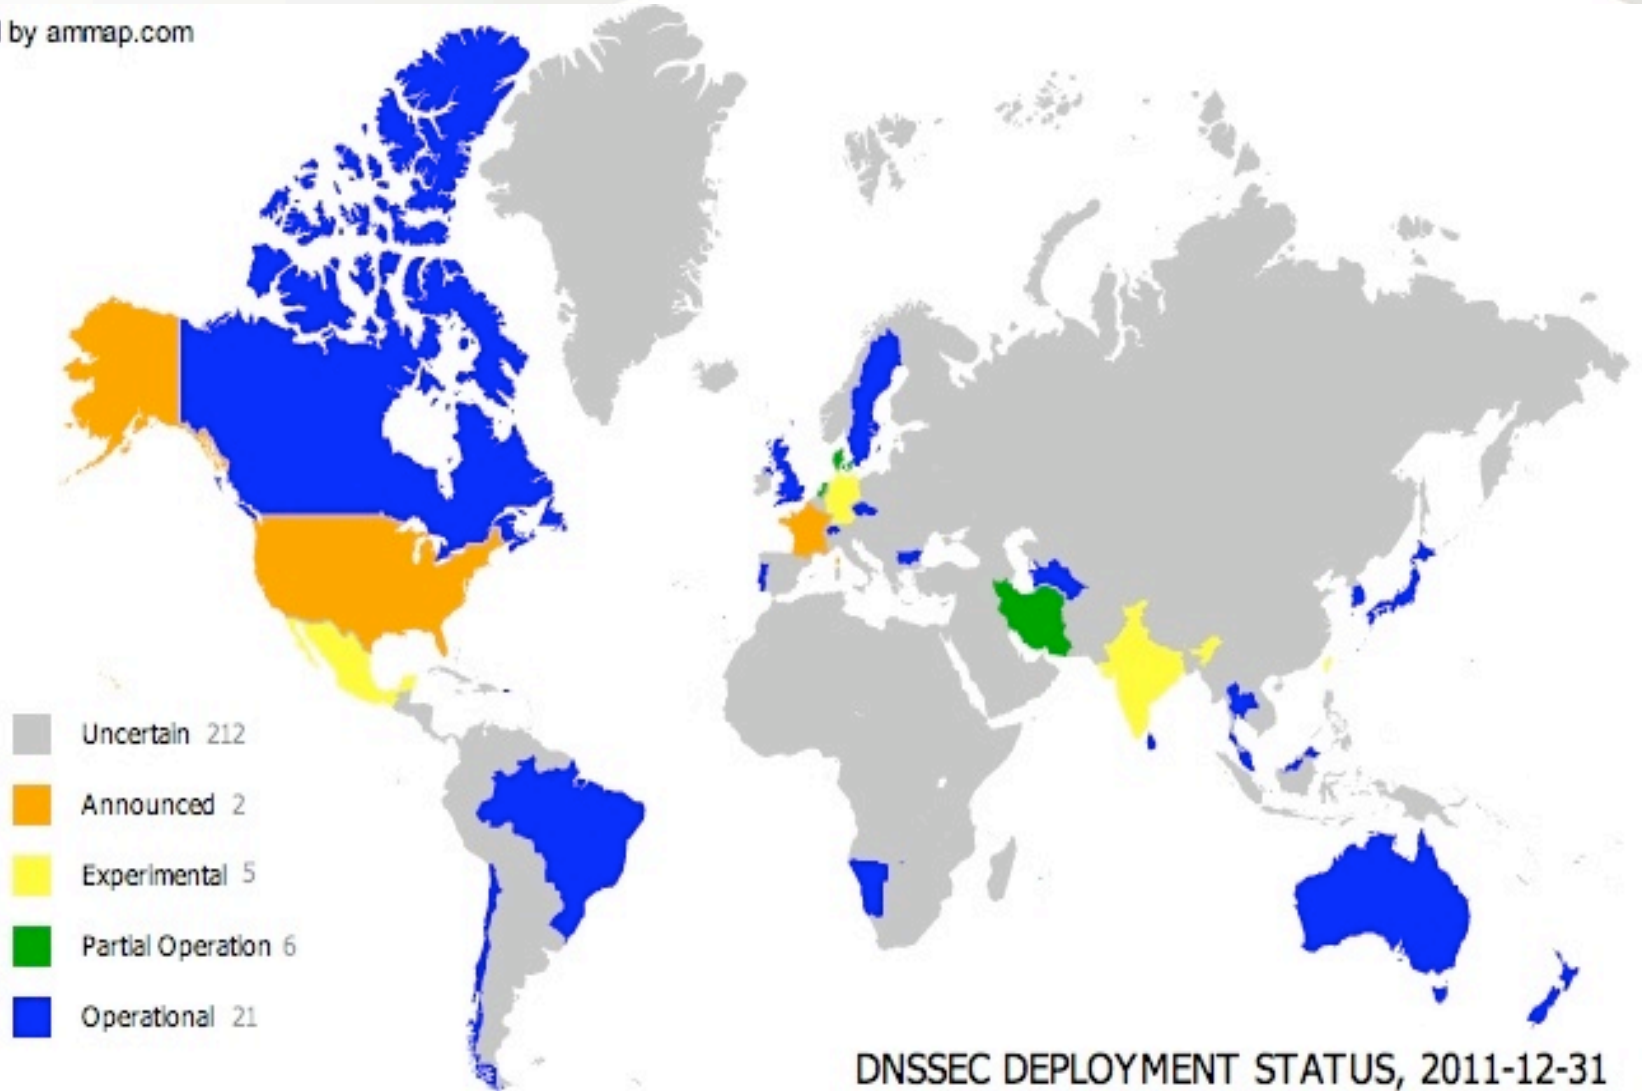 by ammap.com
Uncertain 212
Announced 2
Experimental 5
Partial Operation 6
Operational 21
DNSSEC DEPLOYMENT STATUS, 2011-12-31